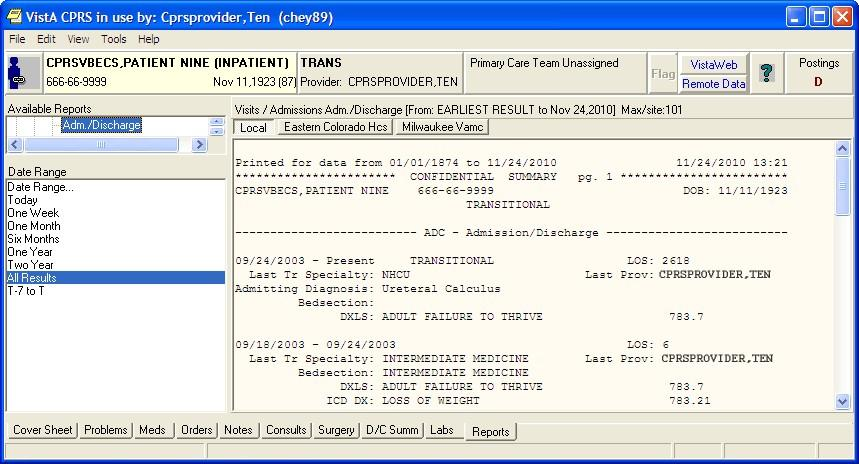 VistA CPRS in use by: Cprsprovider,Ten (chey89)
File Edit View Tools Help
CPRSVBECS,PATIENT NINE (INPATIENT) TRANS Primary Care Team Unassigned Flag VistaWeb ? Postings
666-66-9999 Nov 11,1923 (87) Provider: CPRSPROVIDER,TEN Remote Data D
Available Reports
Adm./Discharge
Date Range
Date Range...
Today
One Week
One Month
Six Months
One Year
Two Year
All Results
T-7 to T
Visits / Admissions Adm./Discharge [From: EARLIEST RESULT to Nov 24,2010] Max/site:101
Local Eastern Colorado Hcs Milwaukee Vamc
Printed for data from 01/01/1874 to 11/24/2010 11/24/2010 13:21
*********************** CONFIDENTIAL SUMMARY pg. 1 ************************
CPRSVBECS,PATIENT NINE 666-66-9999 DOB: 11/11/1923
TRANSITIONAL
-------------------------- ADC - Admission/Discharge --------------------------
09/24/2003 - Present TRANSITIONAL LOS: 2618
Last Tr Specialty: NHCU Last Prov: CPRSPROVIDER,TEN
Admitting Diagnosis: Ureteral Calculus
Bedsection:
DXLS: ADULT FAILURE TO THRIVE 783.7
09/18/2003 - 09/24/2003 LOS: 6
Last Tr Specialty: INTERMEDIATE MEDICINE Last Prov: CPRSPROVIDER,TEN
Bedsection: INTERMEDIATE MEDICINE
DXLS: ADULT FAILURE TO THRIVE 783.7
ICD DX: LOSS OF WEIGHT 783.21
Cover Sheet Problems Meds Orders Notes Consults Surgery D/C Summ Labs Reports